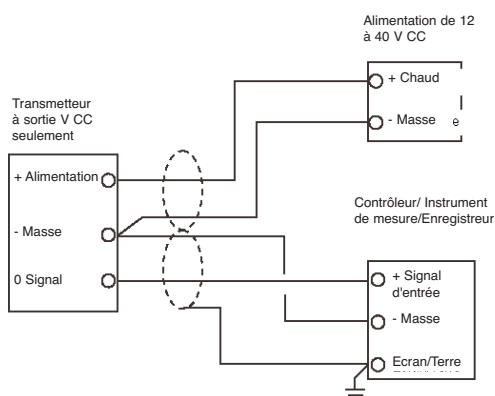 Alimentation de 12
à 40 V CC
+ Chaud
- Masse
Transmetteur
à sortie V CC
seulement
+ Alimentation
- Masse
0 Signal
Contrôleur/ Instrument
de mesure/Enregistreur
+ Signal
d'entrée
- Masse
Ecran/Terre